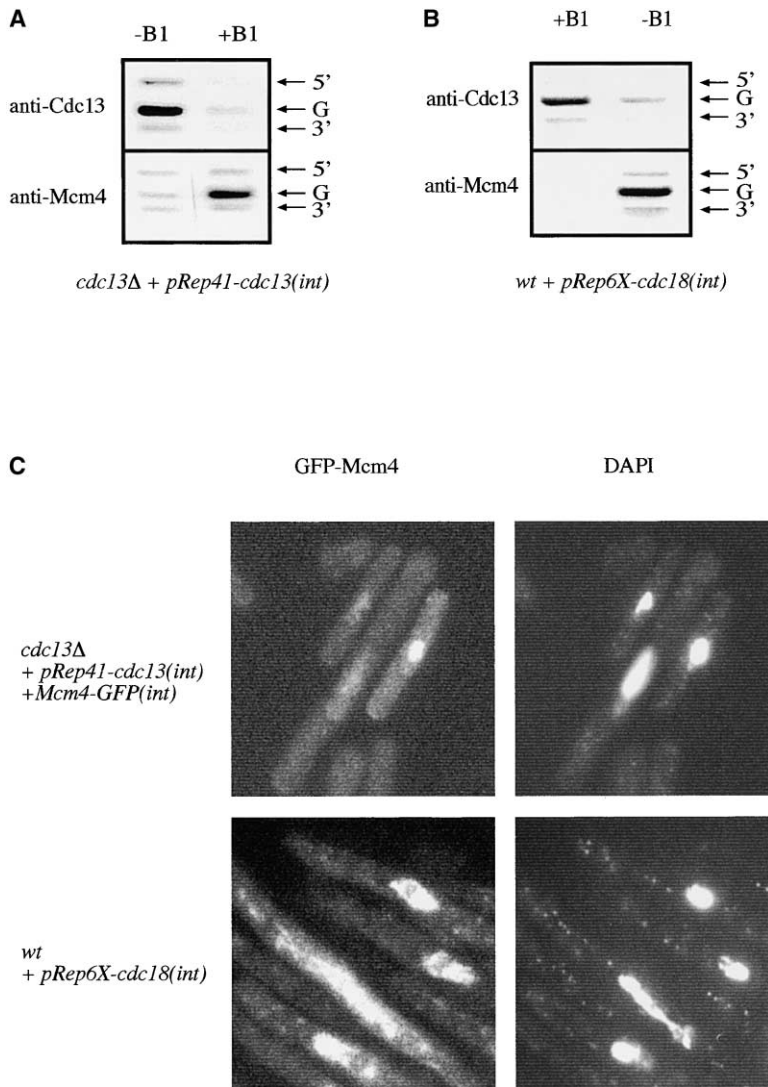 A
-B1 +B1
anti-Cdc13
5’
G
3’
anti-Mcm4
5’
G
3’
cdc13Δ + pRep41-cdc13(int)
B
+B1 -B1
anti-Cdc13
5’
G
3’
anti-Mcm4
5’
G
3’
wt + pRep6X-cdc18(int)
C
GFP-Mcm4 DAPI
cdc13Δ
+ pRep41-cdc13(int)
+Mcm4-GFP(int)
wt
+ pRep6X-cdc18(int)